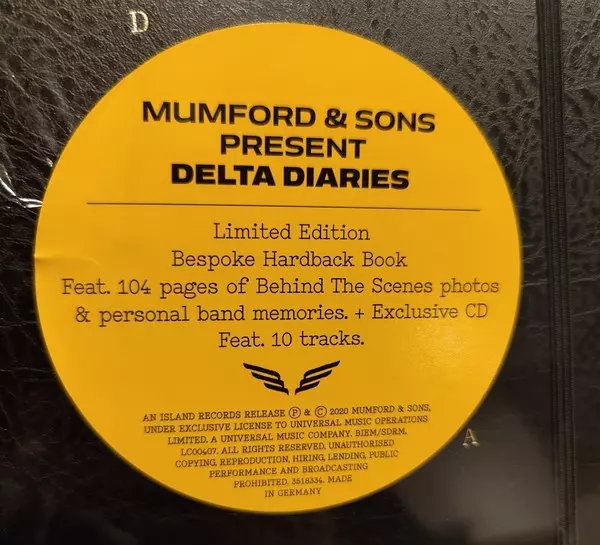 D
MUMFORD & SONS
PRESENT
DELTA DIARIES
Limited Edition
Bespoke Hardback Book
Feat. 104 pages of Behind The Scenes photos
& personal band memories. + Exclusive CD
Feat. 10 tracks.
AN ISLAND RECORDS RELEASE Ⓟ & © 2020 MUMFORD & SONS,
UNDER EXCLUSIVE LICENSE TO UNIVERSAL MUSIC OPERATIONS
LIMITED. A UNIVERSAL MUSIC COMPANY. BIEM/SDRM.
LC00407. ALL RIGHTS RESERVED. UNAUTHORISED
COPYING, REPRODUCTION, HIRING, LENDING, PUBLIC
PERFORMANCE AND BROADCASTING
PROHIBITED. 3518334. MADE
IN GERMANY
A